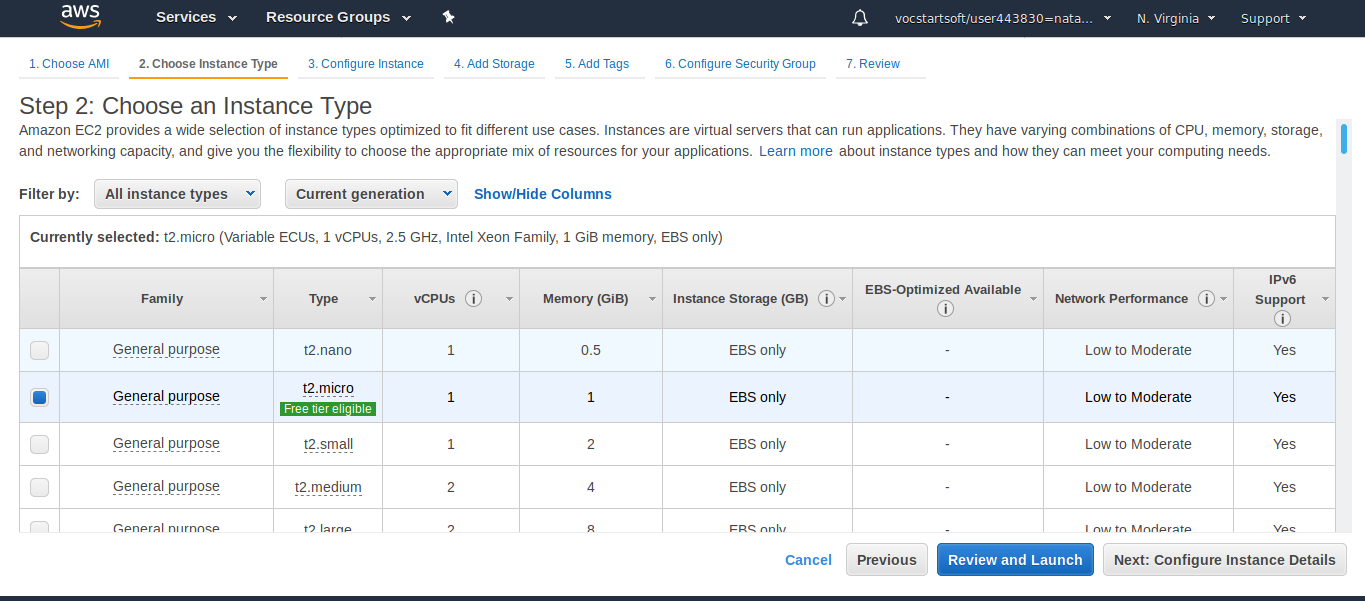 aws Services Resource Groups vocstartsoft/user443830=nata... N. Virginia Support
1. Choose AMI 2. Choose Instance Type 3. Configure Instance 4. Add Storage 5. Add Tags 6. Configure Security Group 7. Review
Step 2: Choose an Instance Type
Amazon EC2 provides a wide selection of instance types optimized to fit different use cases. Instances are virtual servers that can run applications. They have varying combinations of CPU, memory, storage,
and networking capacity, and give you the flexibility to choose the appropriate mix of resources for your applications. Learn more about instance types and how they can meet your computing needs.
Filter by: All instance types Current generation Show/Hide Columns
Currently selected: t2.micro (Variable ECUs, 1 vCPUs, 2.5 GHz, Intel Xeon Family, 1 GiB memory, EBS only)
Family Type vCPUs i Memory (GiB) Instance Storage (GB) i EBS-Optimized Available i Network Performance i IPv6 Support i
General purpose t2.nano 1 0.5 EBS only - Low to Moderate Yes
General purpose t2.micro Free tier eligible 1 1 EBS only - Low to Moderate Yes
General purpose t2.small 1 2 EBS only - Low to Moderate Yes
General purpose t2.medium 2 4 EBS only - Low to Moderate Yes
General purpose t2.large 2 8 EBS only - Low to Moderate Yes
Cancel Previous Review and Launch Next: Configure Instance Details